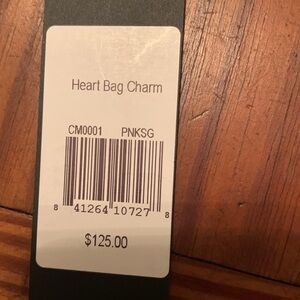 Heart Bag Charm
CM0001 PNKSG
8 41264 10727 8
$125.00